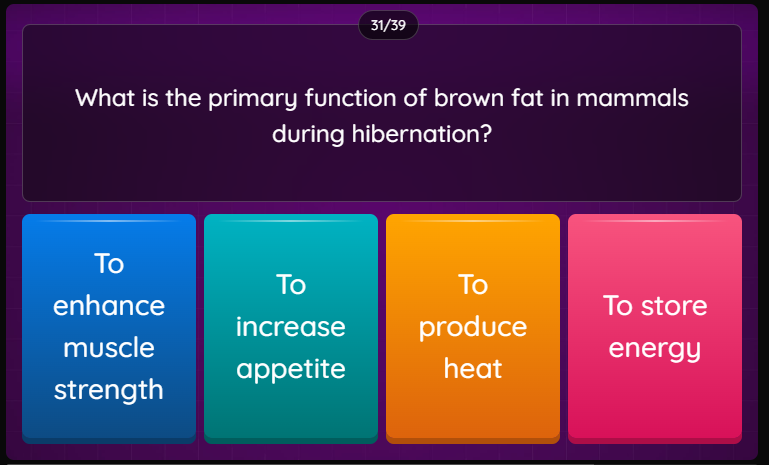 31/39
What is the primary function of brown fat in mammals
during hibernation?
To
enhance
muscle
strength
To
increase
appetite
To
produce
heat
To store
energy